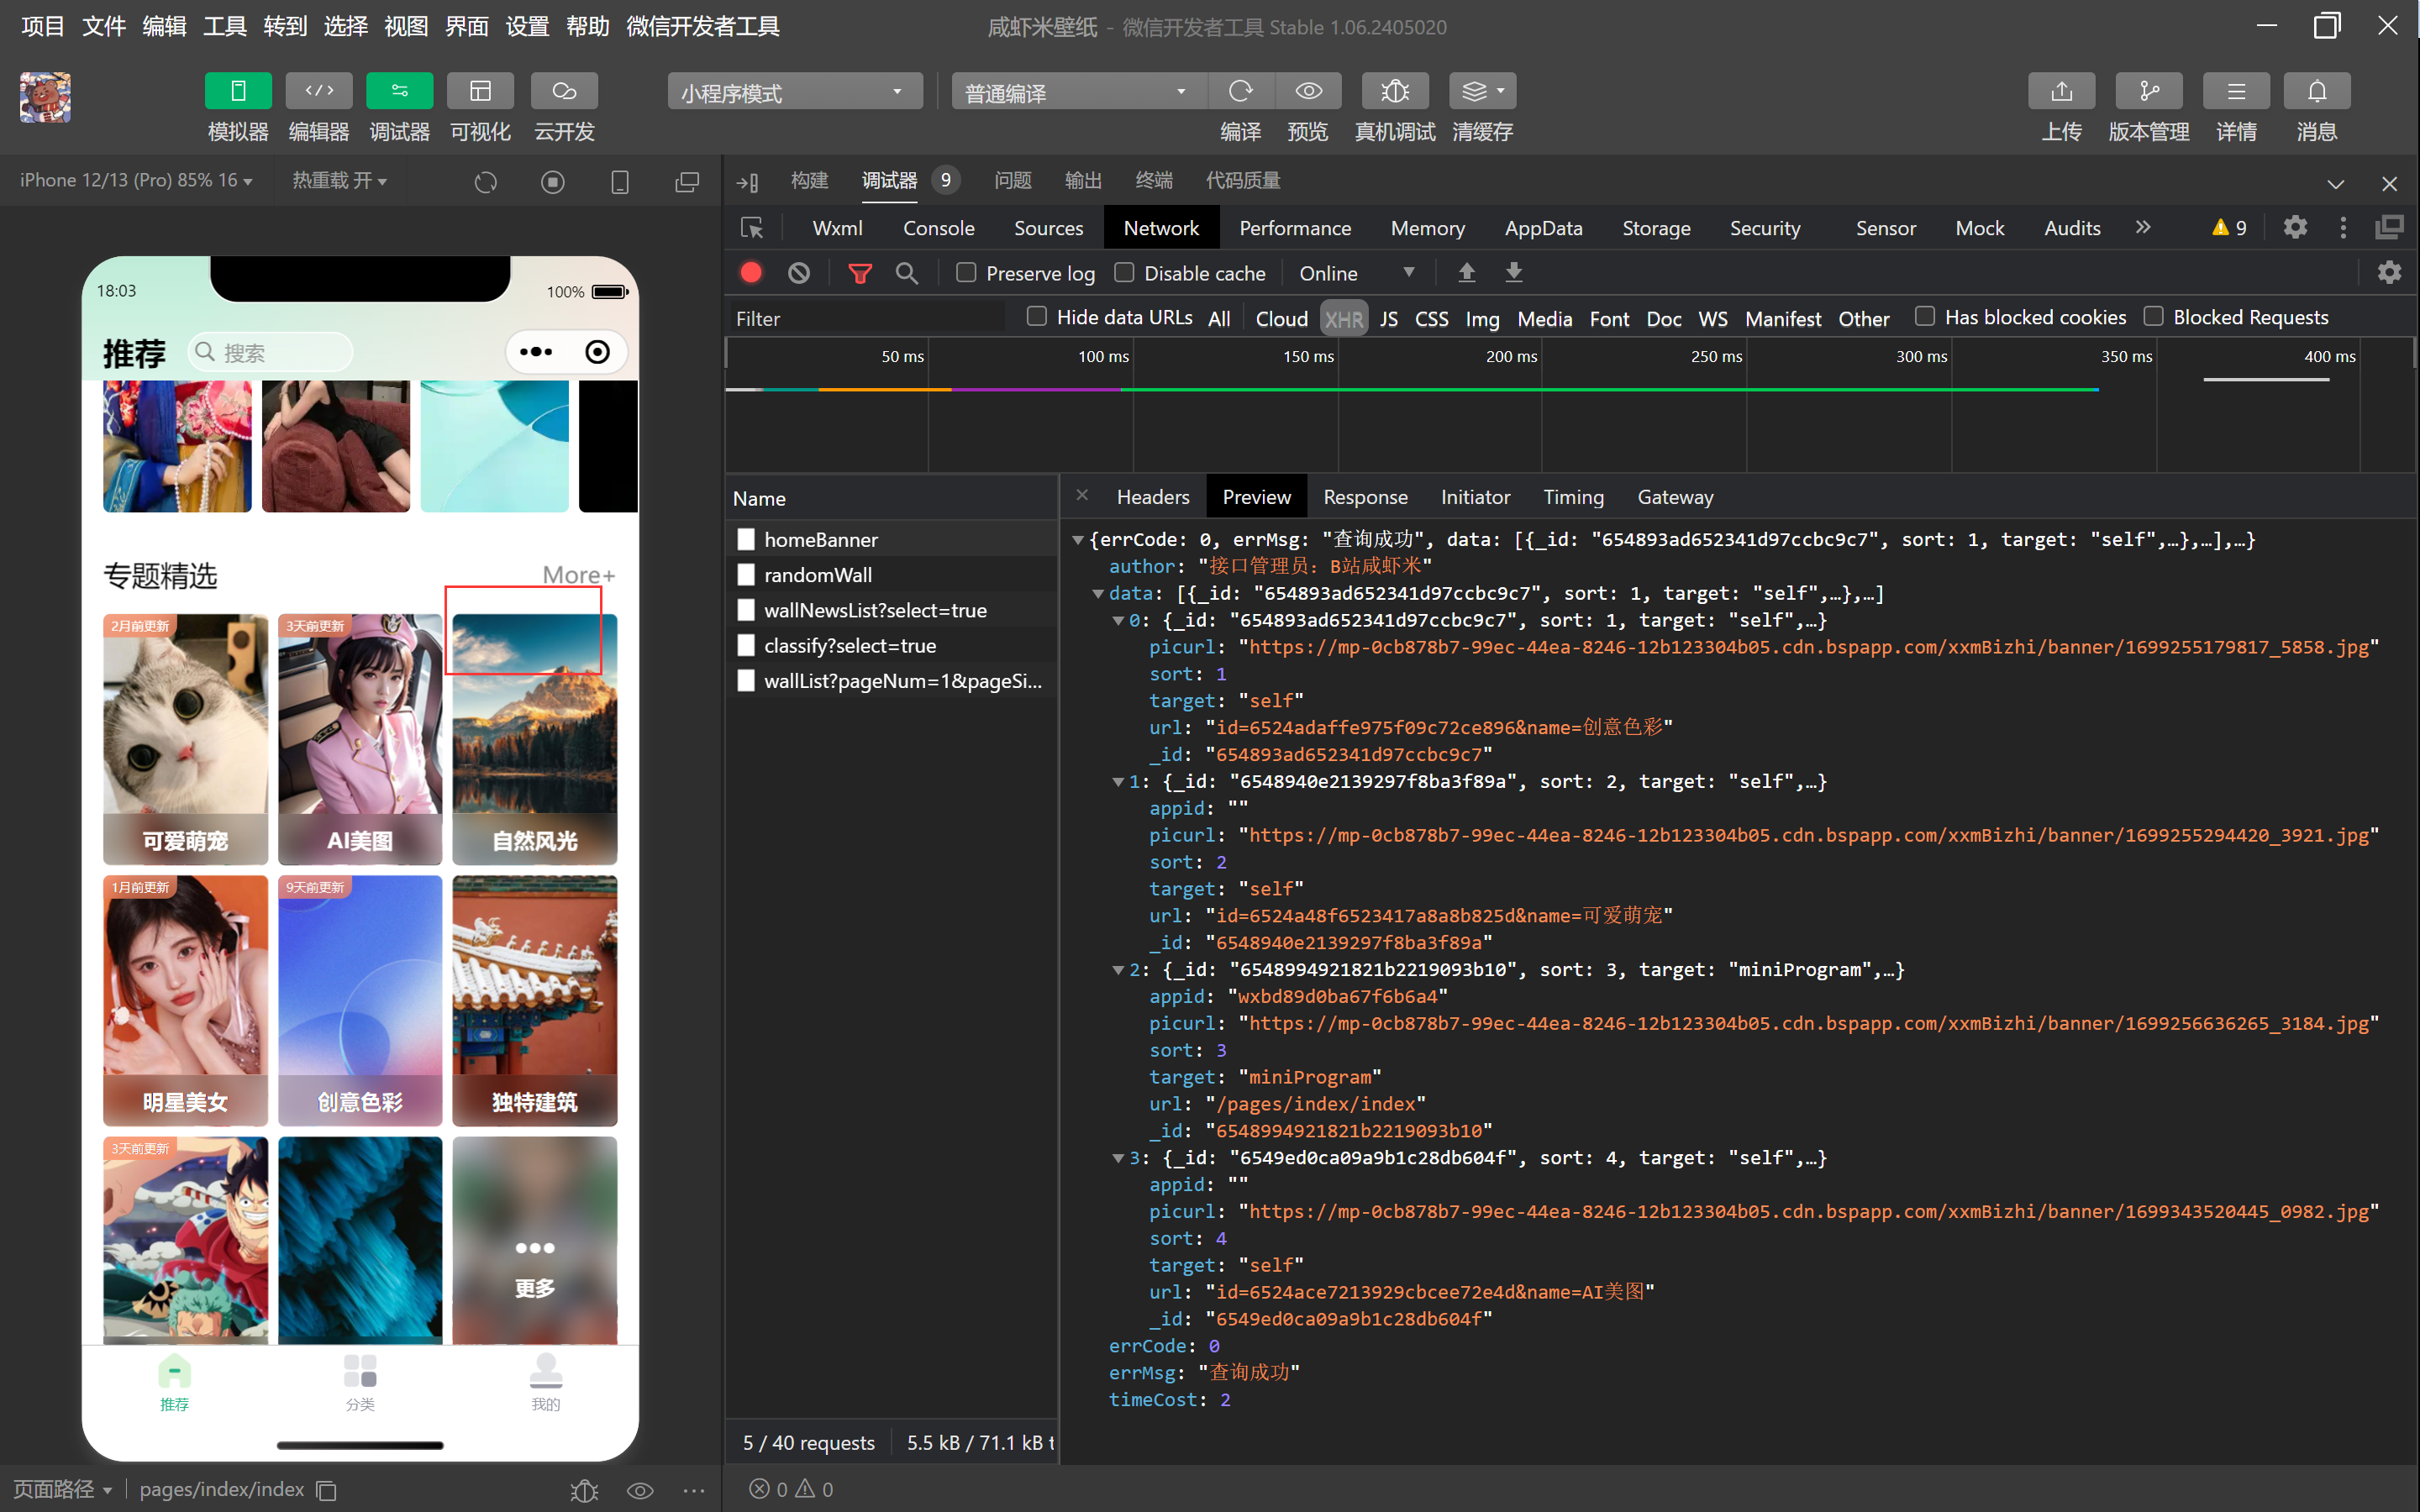 项目 文件 编辑 工具 转到 选择 视图 界面 设置 帮助 微信开发者工具 咸虾米壁纸 - 微信开发者工具 Stable 1.06.2405020
小程序模式 普通编译
模拟器 编辑器 调试器 可视化 云开发 编译 预览 真机调试 清缓存 上传 版本管理 详情 消息
iPhone 12/13 (Pro) 85% 16 热重载 开
构建 调试器 9 问题 输出 终端 代码质量
Wxml Console Sources Network Performance Memory AppData Storage Security Sensor Mock Audits 9
Preserve log Disable cache Online
Filter Hide data URLs All Cloud XHR JS CSS Img Media Font Doc WS Manifest Other Has blocked cookies Blocked Requests
50 ms 100 ms 150 ms 200 ms 250 ms 300 ms 350 ms 400 ms
18:03 100%
推荐 搜索
专题精选 More+
2月前更新 3天前更新
可爱萌宠 AI美图 自然风光
1月前更新 9天前更新
明星美女 创意色彩 独特建筑
3天前更新
更多
推荐 分类 我的
Name
homeBanner
randomWall
wallNewsList?select=true
classify?select=true
wallList?pageNum=1&pageSi...
5 / 40 requests 5.5 kB / 71.1 kB t
Headers Preview Response Initiator Timing Gateway
{errCode: 0, errMsg: "查询成功", data: [{_id: "654893ad652341d97ccbc9c7", sort: 1, target: "self",…},…],…}
author: "接口管理员：B站咸虾米"
data: [{_id: "654893ad652341d97ccbc9c7", sort: 1, target: "self",…},…]
0: {_id: "654893ad652341d97ccbc9c7", sort: 1, target: "self",…}
picurl: "https://mp-0cb878b7-99ec-44ea-8246-12b123304b05.cdn.bspapp.com/xxmBizhi/banner/1699255179817_5858.jpg"
sort: 1
target: "self"
url: "id=6524adaffe975f09c72ce896&name=创意色彩"
_id: "654893ad652341d97ccbc9c7"
1: {_id: "6548940e2139297f8ba3f89a", sort: 2, target: "self",…}
appid: ""
picurl: "https://mp-0cb878b7-99ec-44ea-8246-12b123304b05.cdn.bspapp.com/xxmBizhi/banner/1699255294420_3921.jpg"
sort: 2
target: "self"
url: "id=6524a48f6523417a8a8b825d&name=可爱萌宠"
_id: "6548940e2139297f8ba3f89a"
2: {_id: "6548994921821b2219093b10", sort: 3, target: "miniProgram",…}
appid: "wxbd89d0ba67f6b6a4"
picurl: "https://mp-0cb878b7-99ec-44ea-8246-12b123304b05.cdn.bspapp.com/xxmBizhi/banner/1699256636265_3184.jpg"
sort: 3
target: "miniProgram"
url: "/pages/index/index"
_id: "6548994921821b2219093b10"
3: {_id: "6549ed0ca09a9b1c28db604f", sort: 4, target: "self",…}
appid: ""
picurl: "https://mp-0cb878b7-99ec-44ea-8246-12b123304b05.cdn.bspapp.com/xxmBizhi/banner/1699343520445_0982.jpg"
sort: 4
target: "self"
url: "id=6524ace7213929cbcee72e4d&name=AI美图"
_id: "6549ed0ca09a9b1c28db604f"
errCode: 0
errMsg: "查询成功"
timeCost: 2
页面路径 pages/index/index 0 0